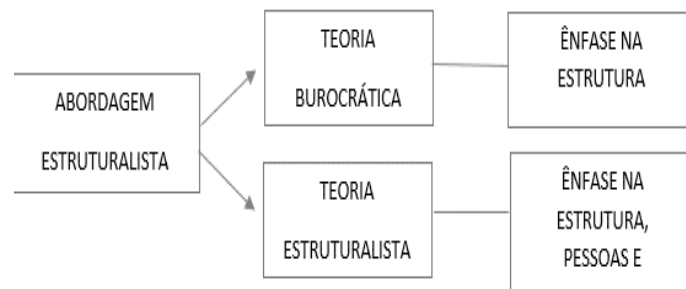 ABORDAGEM
ESTRUTURALISTA
TEORIA
BUROCRÁTICA
ÊNFASE NA
ESTRUTURA
TEORIA
ESTRUTURALISTA
ÊNFASE NA
ESTRUTURA,
PESSOAS E